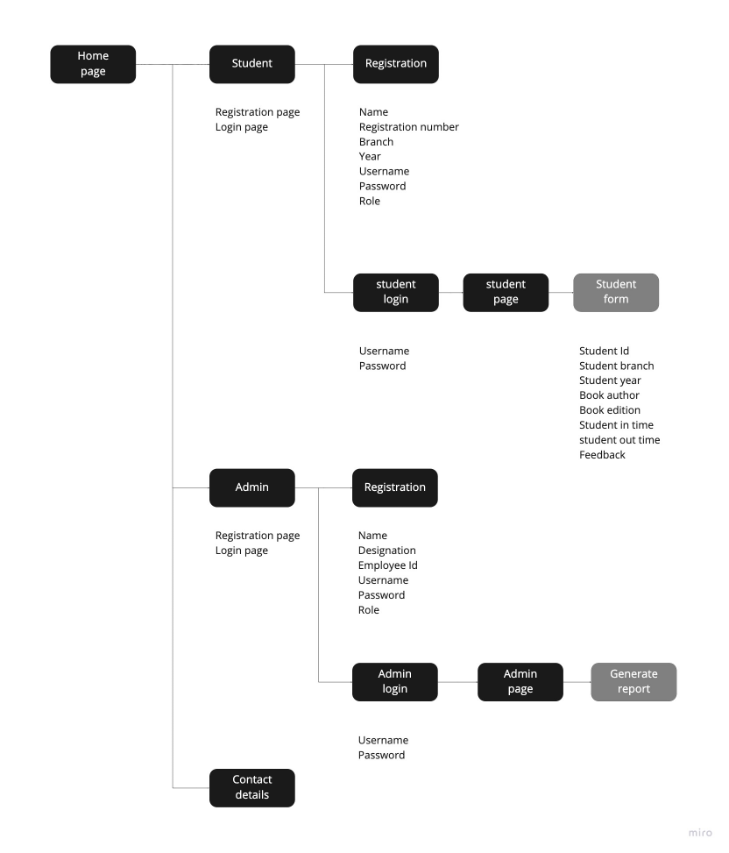 Home
page
Student
Registration
Registration page
Login page
Name
Registration number
Branch
Year
Username
Password
Role
student
login
student
page
Student
form
Username
Password
Student Id
Student branch
Student year
Book author
Book edition
Student in time
student out time
Feedback
Admin
Registration
Registration page
Login page
Name
Designation
Employee Id
Username
Password
Role
Admin
login
Admin
page
Generate
report
Username
Password
Contact
details
miro